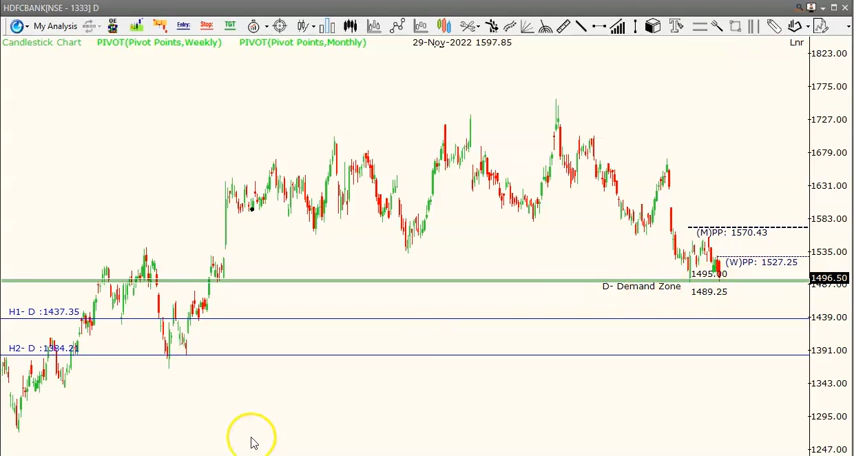 HDFCBANK[NSE - 1333] D
My Analysis
Entry:
Stop:
TGT
Candlestick Chart PIVOT(Pivot Points,Weekly) PIVOT(Pivot Points,Monthly) 29-Nov-2022 1597.85 Lnr
1823.00
1775.00
1727.00
1679.00
1631.00
1583.00
(M)PP: 1570.43
1535.00
(W)PP: 1527.25
1495.00
1496.50
D- Demand Zone
1489.25
H1- D :1437.35
1439.00
H2- D :1384.21
1391.00
1343.00
1295.00
1247.00